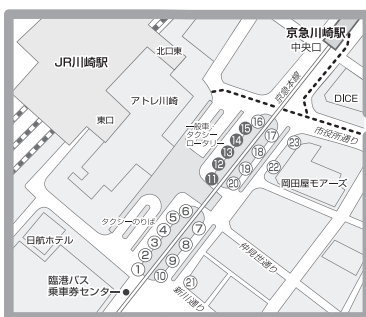 京急川崎駅
中央口
北口東
JR川崎駅
京急本線
アトレ川崎
DICE
一般車・
タクシー
ロータリー
東口
市役所通り
⑯
⑮
⑰
⑭
㉓
⑬
⑱
⑫
㉒
⑲
岡田屋モアーズ
⑪
⑳
タクシーのりば
⑥
⑤
④
⑦
日航ホテル
③
⑧
仲見世通り
②
⑨
①
⑩
㉑
新川通り
臨港バス
乗車券センター